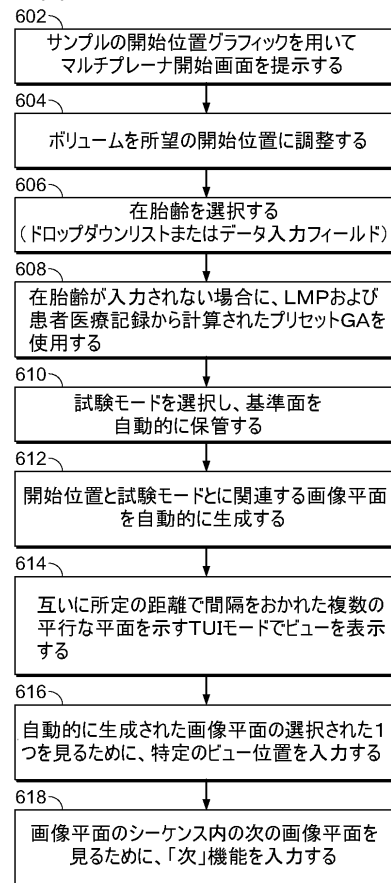 602
サンプルの開始位置グラフィックを用いて
マルチプレーナ開始画面を提示する
604
ボリュームを所望の開始位置に調整する
606
在胎齢を選択する
(ドロップダウンリストまたはデータ入力フィールド)
608
在胎齢が入力されない場合に、LMPおよび
患者医療記録から計算されたプリセットGAを
使用する
610
試験モードを選択し、基準面を
自動的に保管する
612
開始位置と試験モードとに関連する画像平面
を自動的に生成する
614
互いに所定の距離で間隔をおかれた複数の
平行な平面を示すTUIモードでビューを表示
する
616
自動的に生成された画像平面の選択された1
つを見るために、特定のビュー位置を入力する
618
画像平面のシーケンス内の次の画像平面を
見るために、「次」機能を入力する